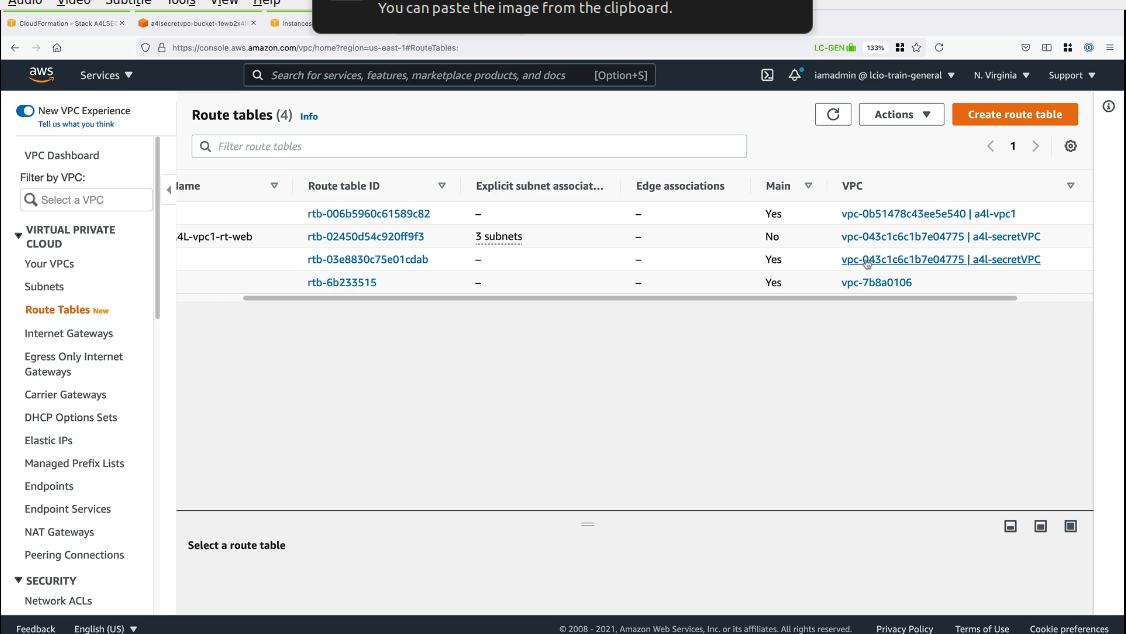 Audio Video Subtitle Tools View Help
You can paste the image from the clipboard.
CloudFormation - Stack A4LSEC
a4lsecretvpc-bucket-1ewb2x4
Instances
https://console.aws.amazon.com/vpc/home?region=us-east-1#RouteTables:
LC-GEN
133%
aws Services
Search for services, features, marketplace products, and docs [Option+S]
iamadmin @ lcio-train-general N. Virginia Support
New VPC Experience
Tell us what you think
VPC Dashboard
Filter by VPC:
Select a VPC
VIRTUAL PRIVATE
CLOUD
Your VPCs
Subnets
Route Tables New
Internet Gateways
Egress Only Internet
Gateways
Carrier Gateways
DHCP Options Sets
Elastic IPs
Managed Prefix Lists
Endpoints
Endpoint Services
NAT Gateways
Peering Connections
SECURITY
Network ACLs
Route tables (4) Info
Actions
Create route table
Filter route tables
1
ame Route table ID Explicit subnet associat... Edge associations Main VPC
rtb-006b5960c61589c82 – – Yes vpc-0b51478c43ee5e540 | a4l-vpc1
4L-vpc1-rt-web rtb-02450d54c920ff9f3 3 subnets – No vpc-043c1c6c1b7e04775 | a4l-secretVPC
rtb-03e8830c75e01cdab – – Yes vpc-043c1c6c1b7e04775 | a4l-secretVPC
rtb-6b233515 – – Yes vpc-7b8a0106
Select a route table
Feedback English (US)
© 2008 - 2021, Amazon Web Services, Inc. or its affiliates. All rights reserved. Privacy Policy Terms of Use Cookie preferences